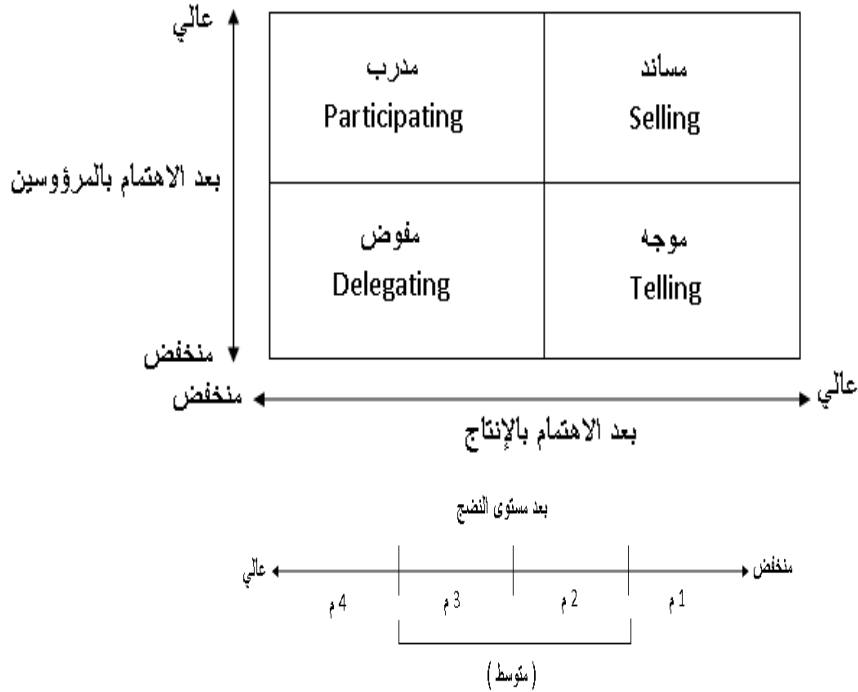 عالي
مدرب
Participating
مساند
Selling
بعد الاهتمام بالمرؤوسين
مفوض
Delegating
موجه
Telling
منخفض
منخفض
عالي
بعد الاهتمام بالإنتاج
بعد مستوى النضج
منخفض
عالي
م 1
م 2
م 3
م 4
(متوسط)